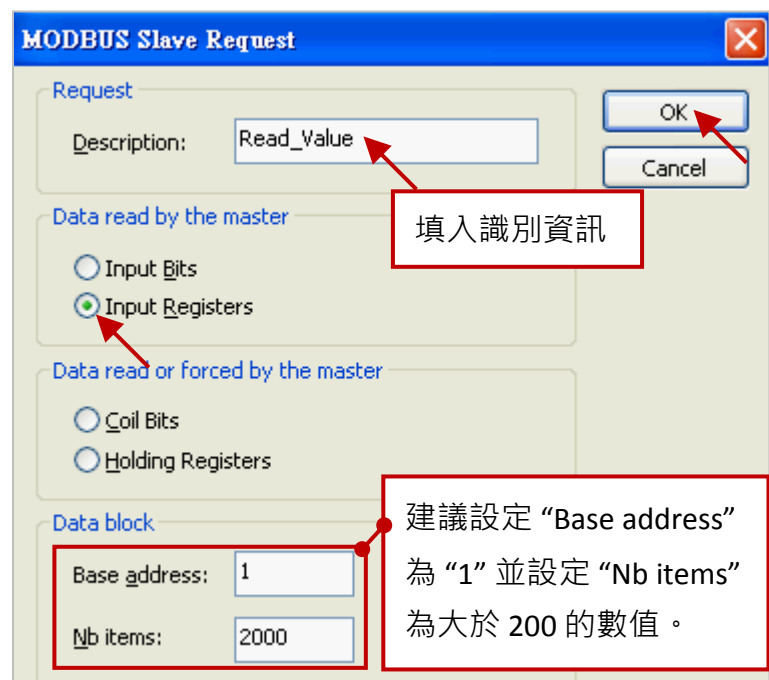 MODBUS Slave Request
Request
Description: Read_Value
OK
Cancel
填入識別資訊
Data read by the master
Input Bits
Input Registers
Data read or forced by the master
Coil Bits
Holding Registers
Data block
Base address: 1
Nb items: 2000
建議設定 “Base address”
為 “1” 並設定 “Nb items”
為大於 200 的數值。